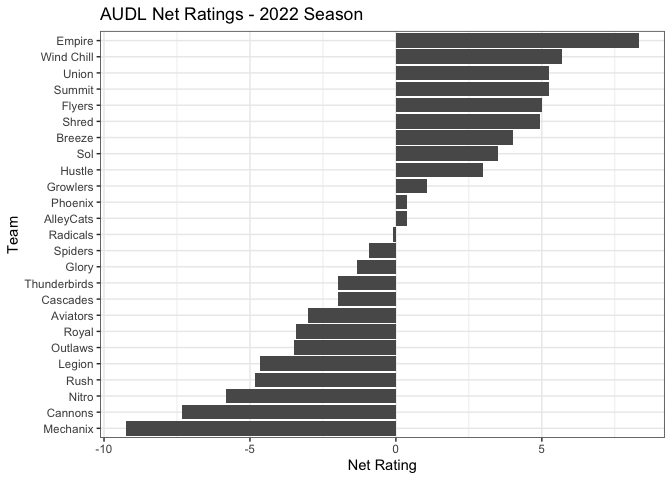 AUDL Net Ratings - 2022 Season
Empire
Wind Chill
Union
Summit
Flyers
Shred
Breeze
Sol
Hustle
Growlers
Phoenix
AlleyCats
Radicals
Spiders
Glory
Thunderbirds
Cascades
Aviators
Royal
Outlaws
Legion
Rush
Nitro
Cannons
Mechanix
Team
-10 -5 0 5
Net Rating